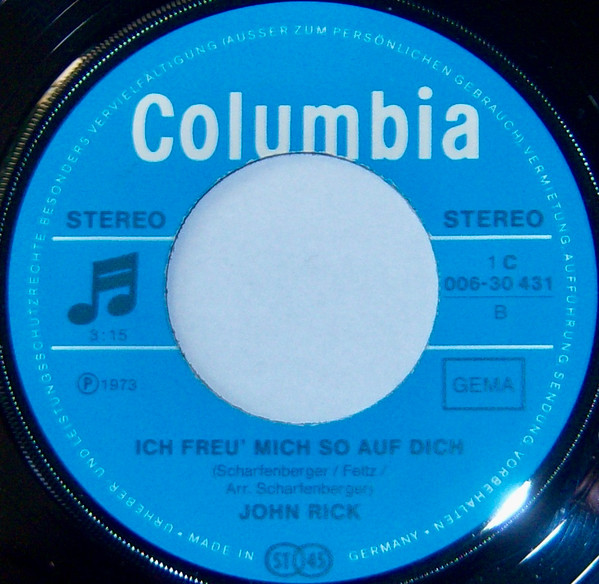 URHEBER UND LEISTUNGSSCHUTZRECHTE BESONDERS VERVIELFÄLTIGUNG (AUSSER ZUM PERSÖNLICHEN GEBRAUCH) VERMIETUNG AUFFÜHRUNG SENDUNG VORBEHALTEN
Columbia
STEREO STEREO
1 C
006-30 431
B
3:15
℗ 1973
GEMA
ICH FREU' MICH SO AUF DICH
(Scharfenberger / Feltz /
Arr. Scharfenberger)
JOHN RICK
• MADE IN ST 45 GERMANY •